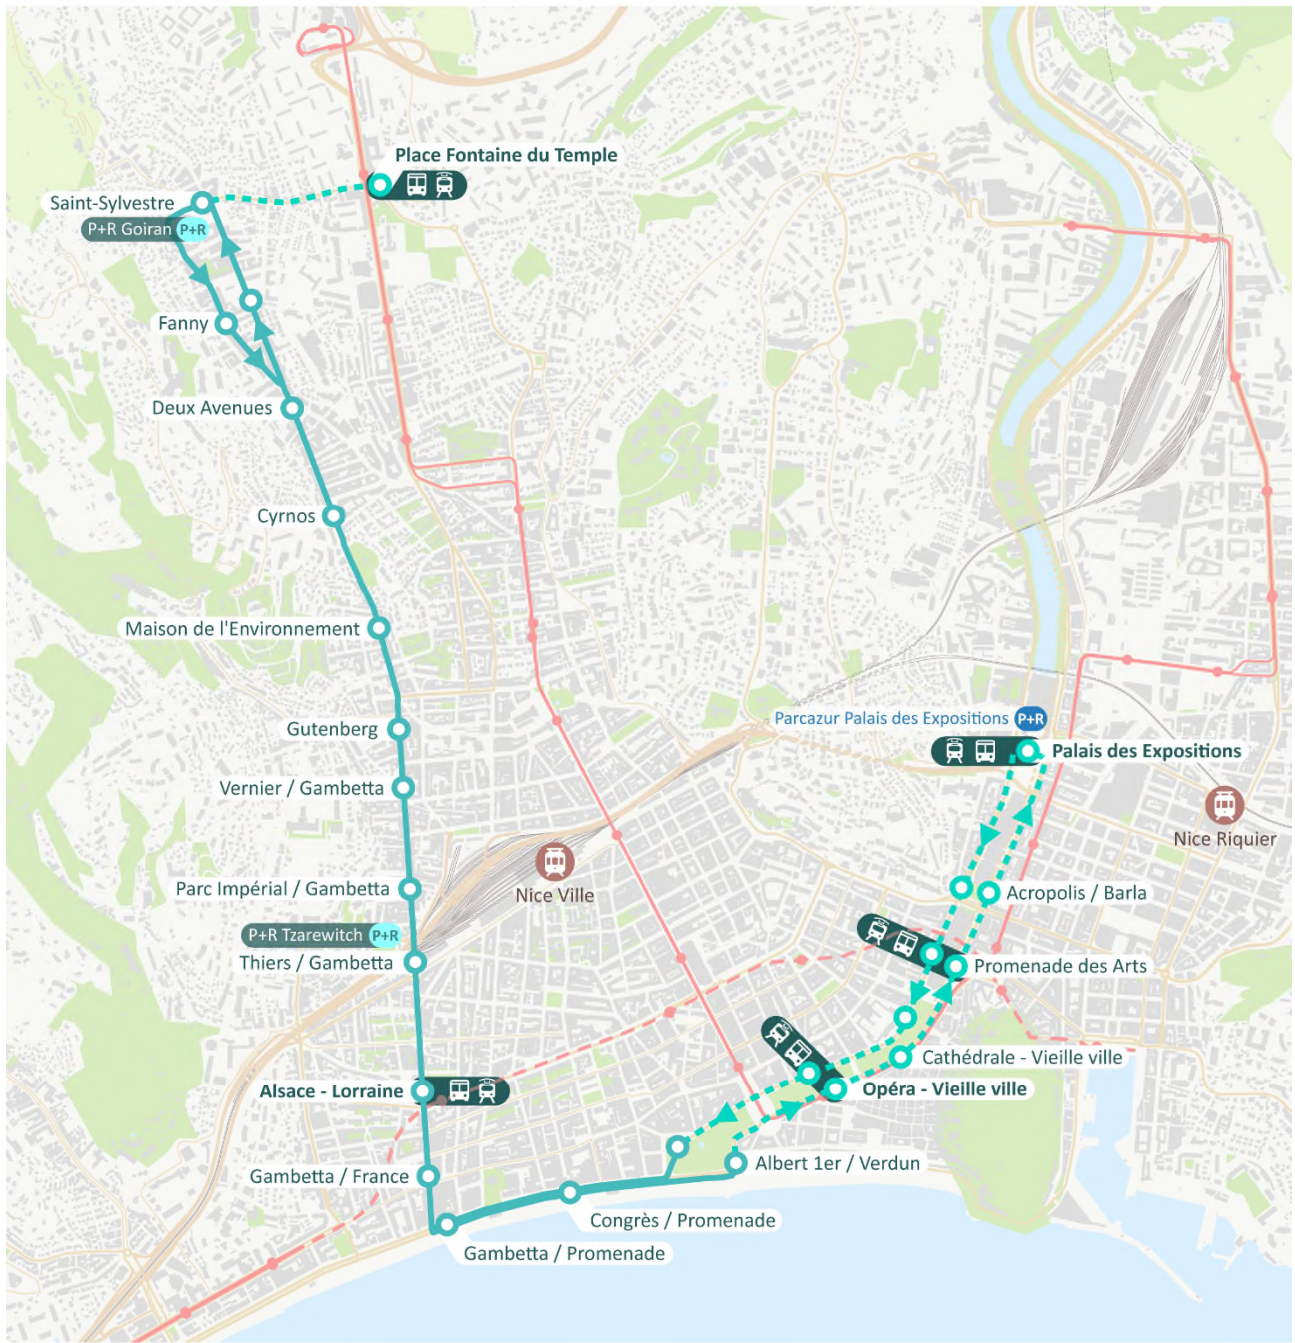 Place Fontaine du Temple
Saint-Sylvestre
P+R Goiran P+R
Fanny
Deux Avenues
Cyrnos
Maison de l'Environnement
Gutenberg
Parcazur Palais des Expositions P+R
Palais des Expositions
Vernier / Gambetta
Nice Riquier
Parc Impérial / Gambetta
Nice Ville
Acropolis / Barla
P+R Tzarewitch P+R
Thiers / Gambetta
Promenade des Arts
Cathédrale - Vieille ville
Alsace - Lorraine
Opéra - Vieille ville
Gambetta / France
Albert 1er / Verdun
Congrès / Promenade
Gambetta / Promenade